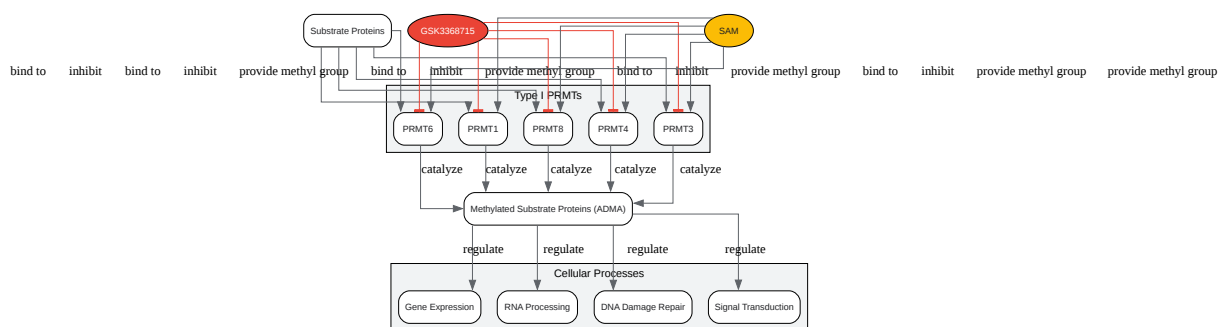 Substrate Proteins
GSK3368715
SAM
bind to inhibit bind to inhibit provide methyl group bind to inhibit provide methyl group bind to inhibit provide methyl group bind to inhibit provide methyl group provide methyl group
Type I PRMTs
PRMT6 PRMT1 PRMT8 PRMT4 PRMT3
catalyze catalyze catalyze catalyze catalyze
Methylated Substrate Proteins (ADMA)
regulate regulate regulate regulate
Cellular Processes
Gene Expression RNA Processing DNA Damage Repair Signal Transduction